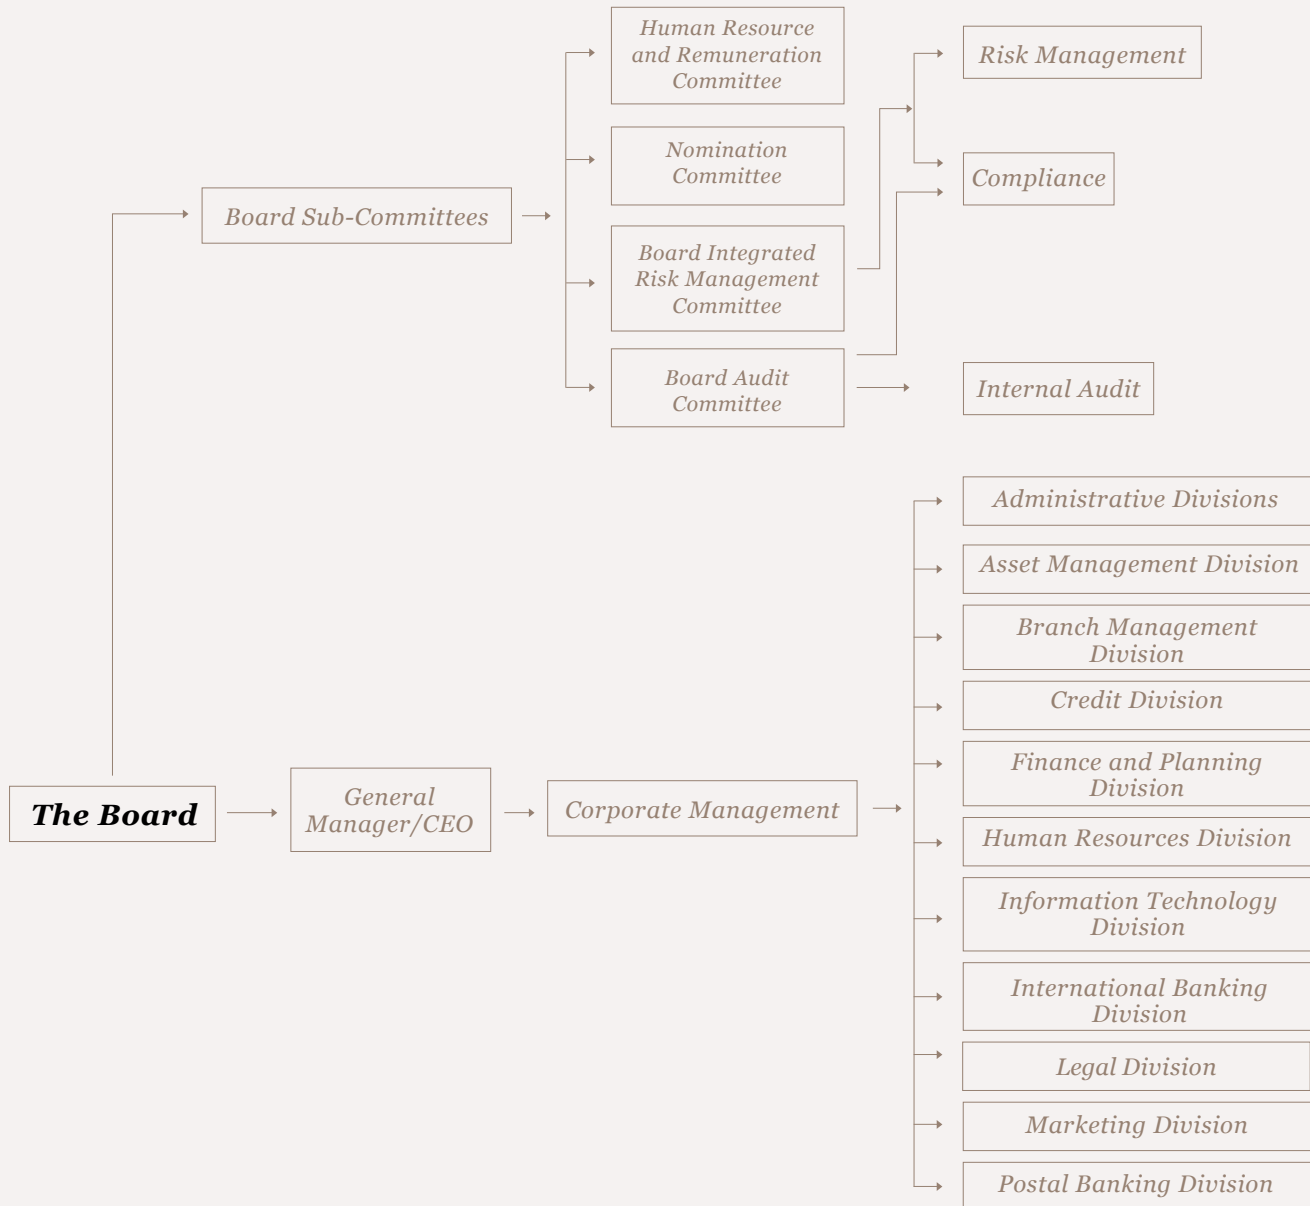 Human Resource
and Remuneration
Committee
Risk Management
Nomination
Committee
Compliance
Board Sub-Committees
Board Integrated
Risk Management
Committee
Board Audit
Committee
Internal Audit
Administrative Divisions
Asset Management Division
Branch Management
Division
Credit Division
Finance and Planning
Division
The Board
General
Manager/CEO
Corporate Management
Human Resources Division
Information Technology
Division
International Banking
Division
Legal Division
Marketing Division
Postal Banking Division